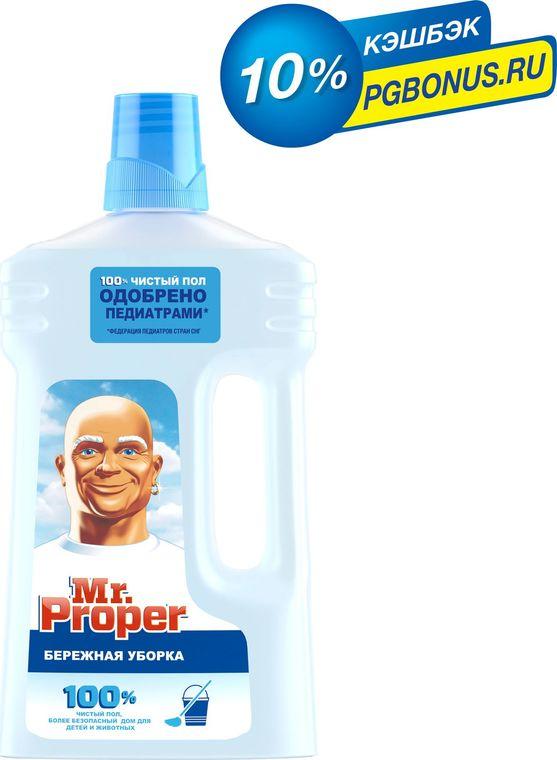 10% КЭШБЭК
PGBONUS.RU
100% ЧИСТЫЙ ПОЛ
ОДОБРЕНО
ПЕДИАТРАМИ*
*ФЕДЕРАЦИЯ ПЕДИАТРОВ СТРАН СНГ
Mr.
Proper
БЕРЕЖНАЯ УБОРКА
100%
ЧИСТЫЙ ПОЛ,
БОЛЕЕ БЕЗОПАСНЫЙ ДОМ ДЛЯ
ДЕТЕЙ И ЖИВОТНЫХ